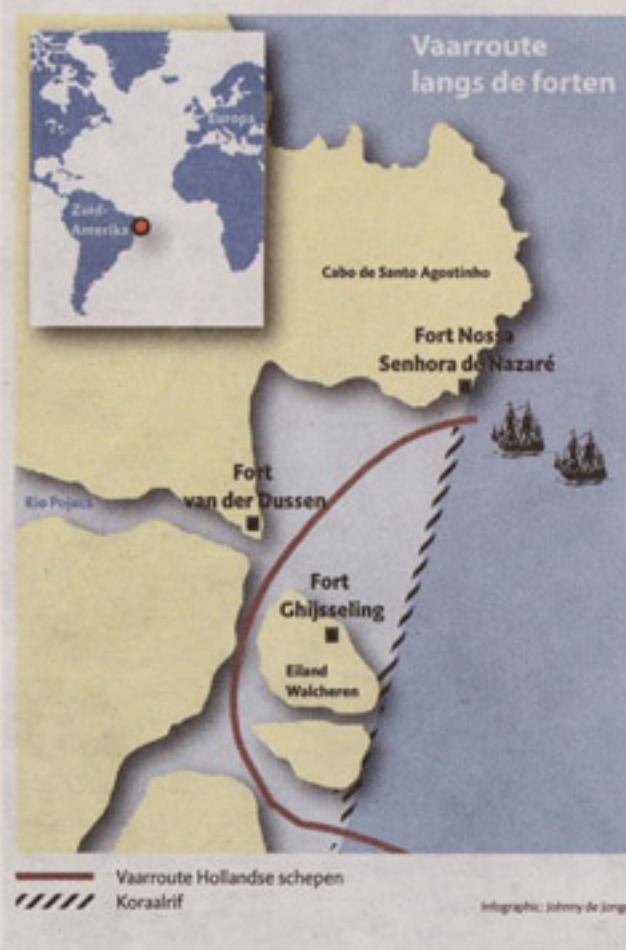 Vaarroute
langs de forten
Europa
Zuid-
Amerika
Cabo de Santo Agostinho
Fort Nossa
Senhora de Nazaré
Fort
van der Dussen
Rio Pojuca
Fort
Ghijsseling
Eiland
Walcheren
Vaarroute Hollandse schepen
Koraalrif
Infographic: Johnny de Jong